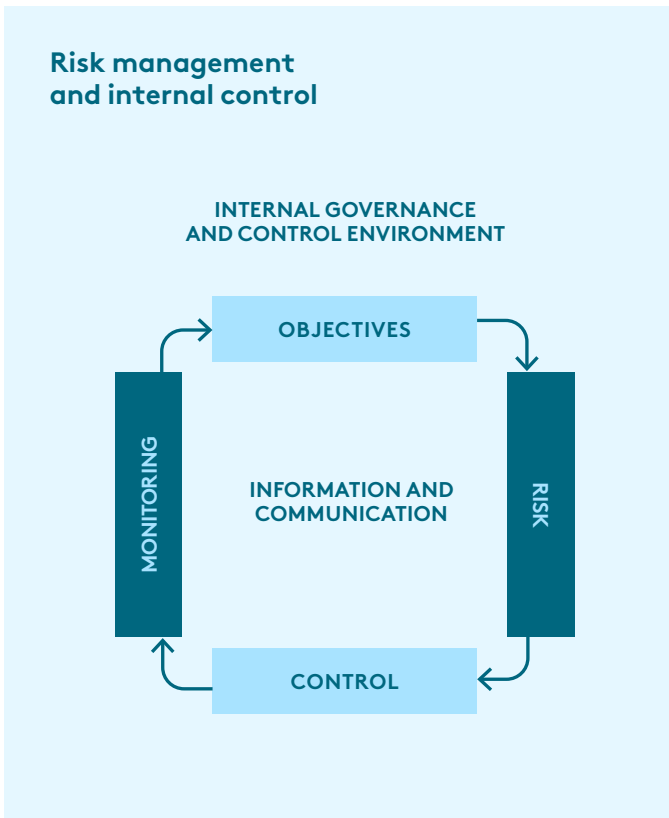 Risk management
and internal control
INTERNAL GOVERNANCE
AND CONTROL ENVIRONMENT
OBJECTIVES
MONITORING
INFORMATION AND
COMMUNICATION
RISK
CONTROL